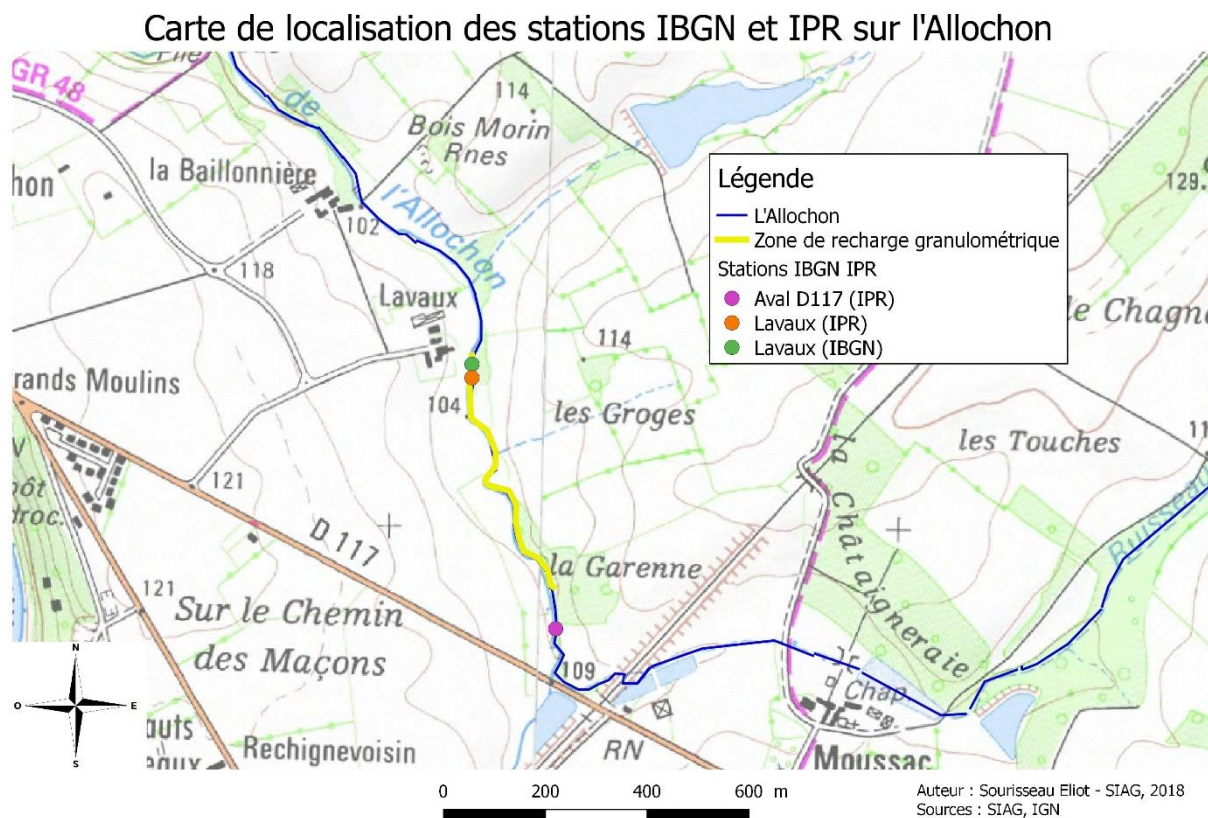 Carte de localisation des stations IBGN et IPR sur l'Allochon
GR 48
de
114
Bois Morin
Rnes
la Baillonnière
hon
102
l'Allochon
118
Lavaux
129.
Légende
L'Allochon
Zone de recharge granulométrique
Stations IBGN IPR
Aval D117 (IPR)
Lavaux (IPR)
Lavaux (IBGN)
le Chagn
114
rands Moulins
104
les Groges
les Touches
11
121
la Châtaigneraie
V
pôt
droc.
D 117
Ruisseau
la Garenne
121
Sur le Chemin
des Maçons
N
O
E
S
109
Chap
auts
eaux
Rechignevoisin
RN
Moussac
0 200 400 600 m
Auteur : Sourisseau Eliot - SIAG, 2018
Sources : SIAG, IGN